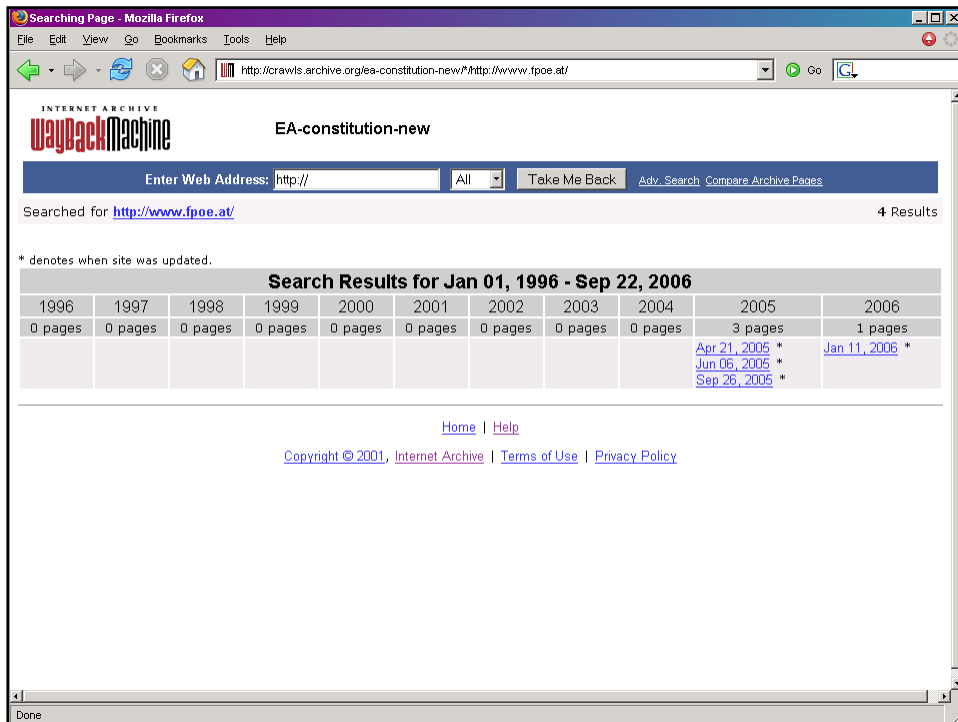 Searching Page - Mozilla Firefox
File Edit View Go Bookmarks Tools Help
http://crawls.archive.org/ea-constitution-new/*/http://www.fpoe.at/ Go G
INTERNET ARCHIVE
WayBackMachine
EA-constitution-new
Enter Web Address: http:// All Take Me Back Adv. Search Compare Archive Pages
Searched for http://www.fpoe.at/ 4 Results
* denotes when site was updated.
Search Results for Jan 01, 1996 - Sep 22, 2006
1996 1997 1998 1999 2000 2001 2002 2003 2004 2005 2006
0 pages 0 pages 0 pages 0 pages 0 pages 0 pages 0 pages 0 pages 0 pages 3 pages 1 pages
Apr 21, 2005 * Jan 11, 2006 *
Jun 06, 2005 *
Sep 26, 2005 *
Home | Help
Copyright © 2001, Internet Archive | Terms of Use | Privacy Policy
Done